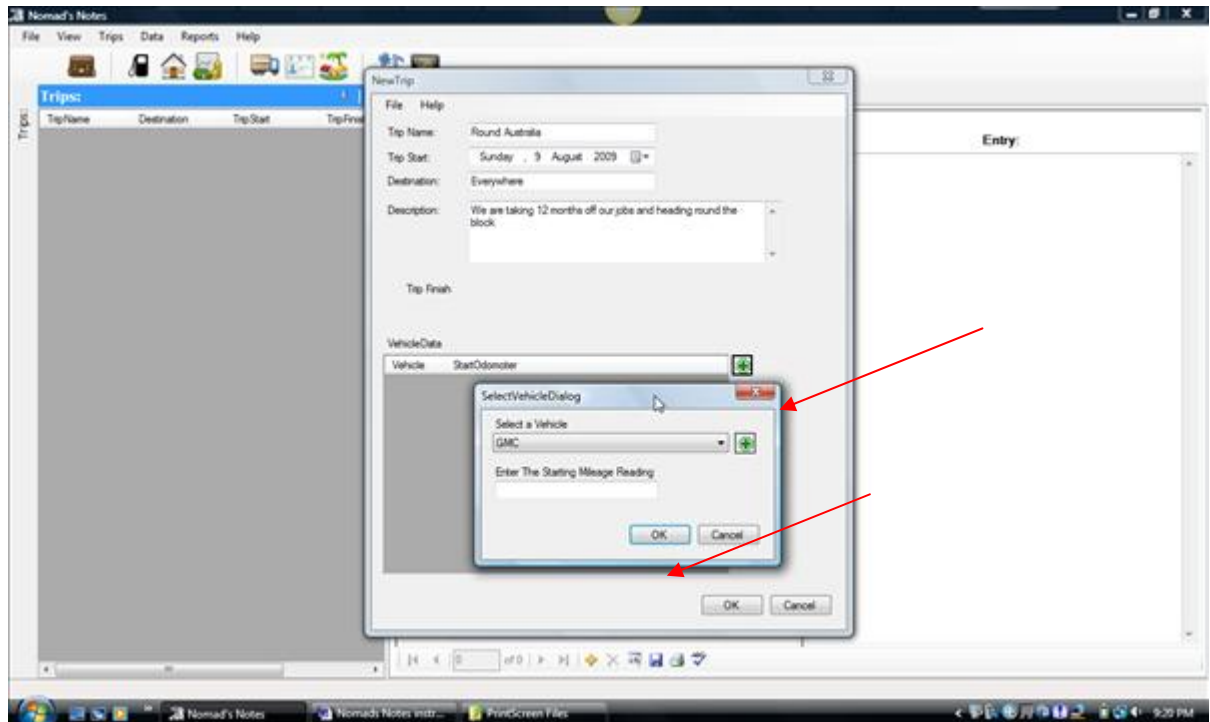 Nomad's Notes
File View Trips Data Reports Help
Trips:
Trips:
TripName Destination TripStart TripFinis
NewTrip
File Help
Trip Name: Round Australia
Trip Start: Sunday , 9 August 2009
Destination: Everywhere
Description: We are taking 12 months off our jobs and heading round the
block
Trip Finish
VehicleData
Vehicle StartOdomoter
SelectVehicleDialog
Select a Vehicle
GMC
Enter The Starting Mileage Reading
OK Cancel
OK Cancel
Entry:
0 of 0
Nomad's Notes Nomads Notes instr... PrintScreen Files 9:20 PM